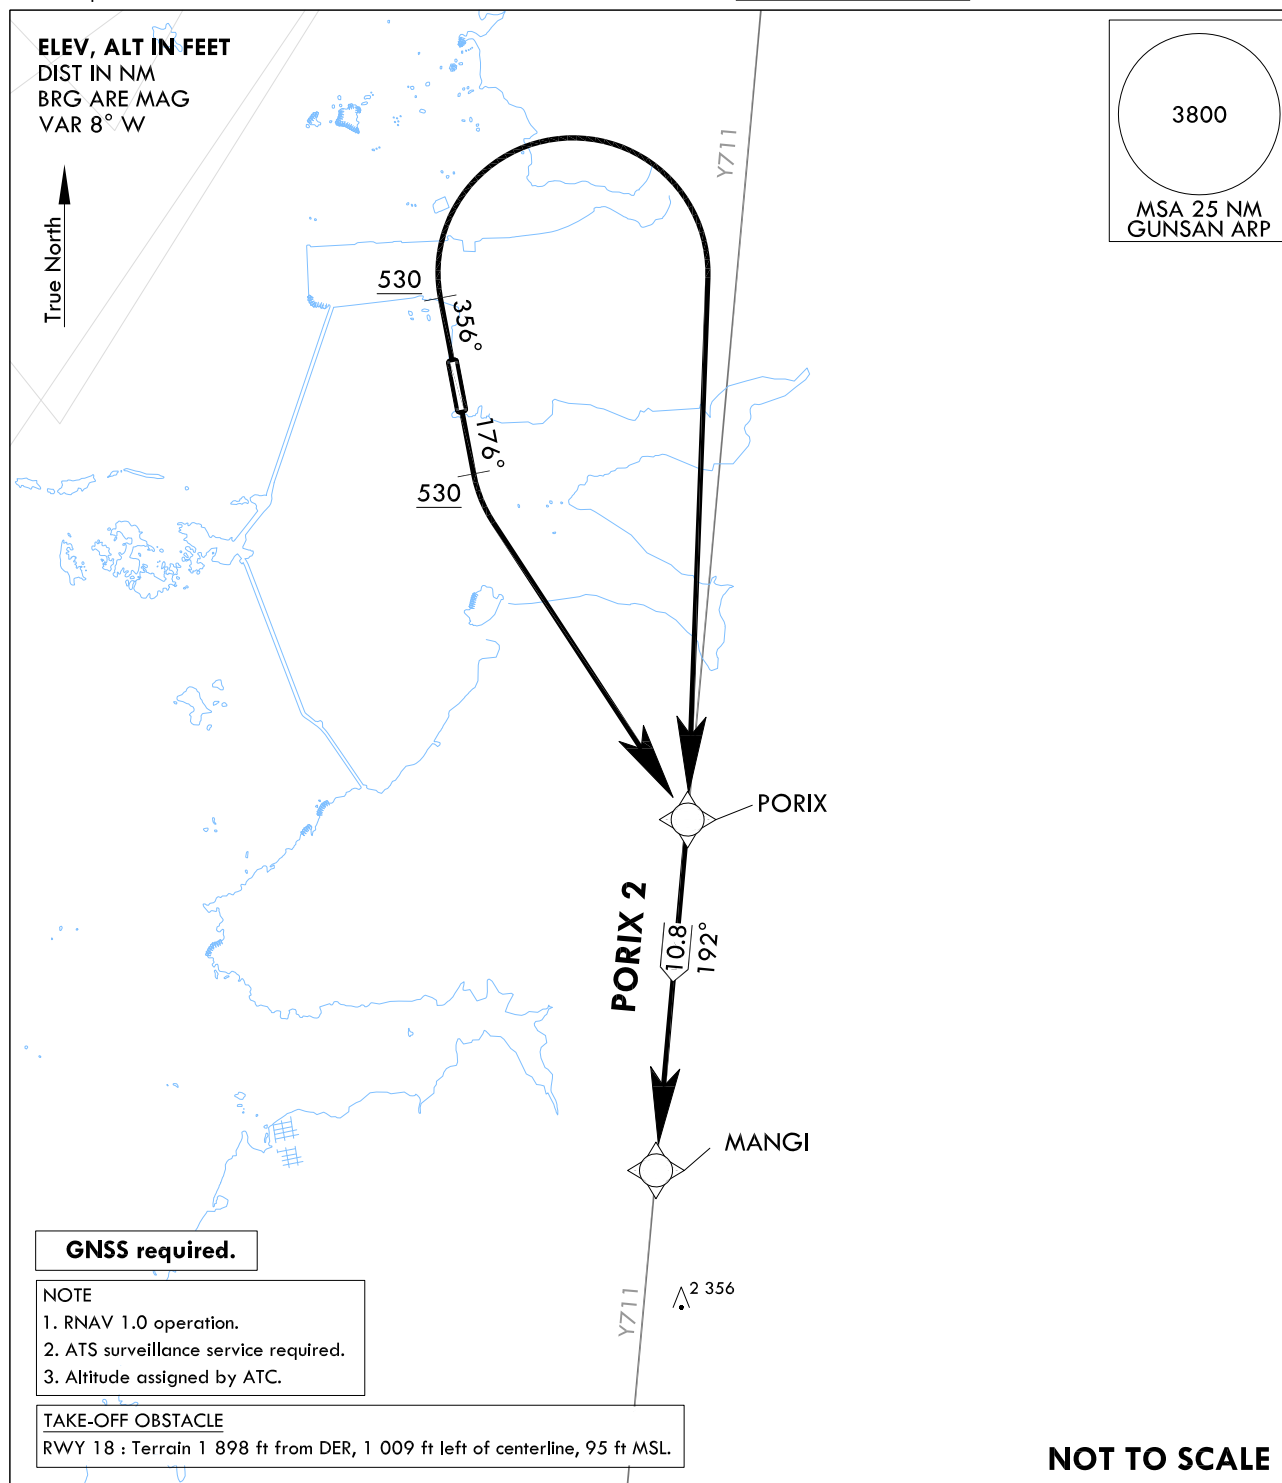 ELEV, ALT IN FEET
DIST IN NM
BRG ARE MAG
VAR 8° W
True North
3800
MSA 25 NM
GUNSAN ARP
Y711
530
356°
176°
530
PORIX
PORIX 2
10.8
192°
MANGI
2 356
Y711
GNSS required.
NOTE
1. RNAV 1.0 operation.
2. ATS surveillance service required.
3. Altitude assigned by ATC.
TAKE-OFF OBSTACLE
RWY 18 : Terrain 1 898 ft from DER, 1 009 ft left of centerline, 95 ft MSL.
NOT TO SCALE